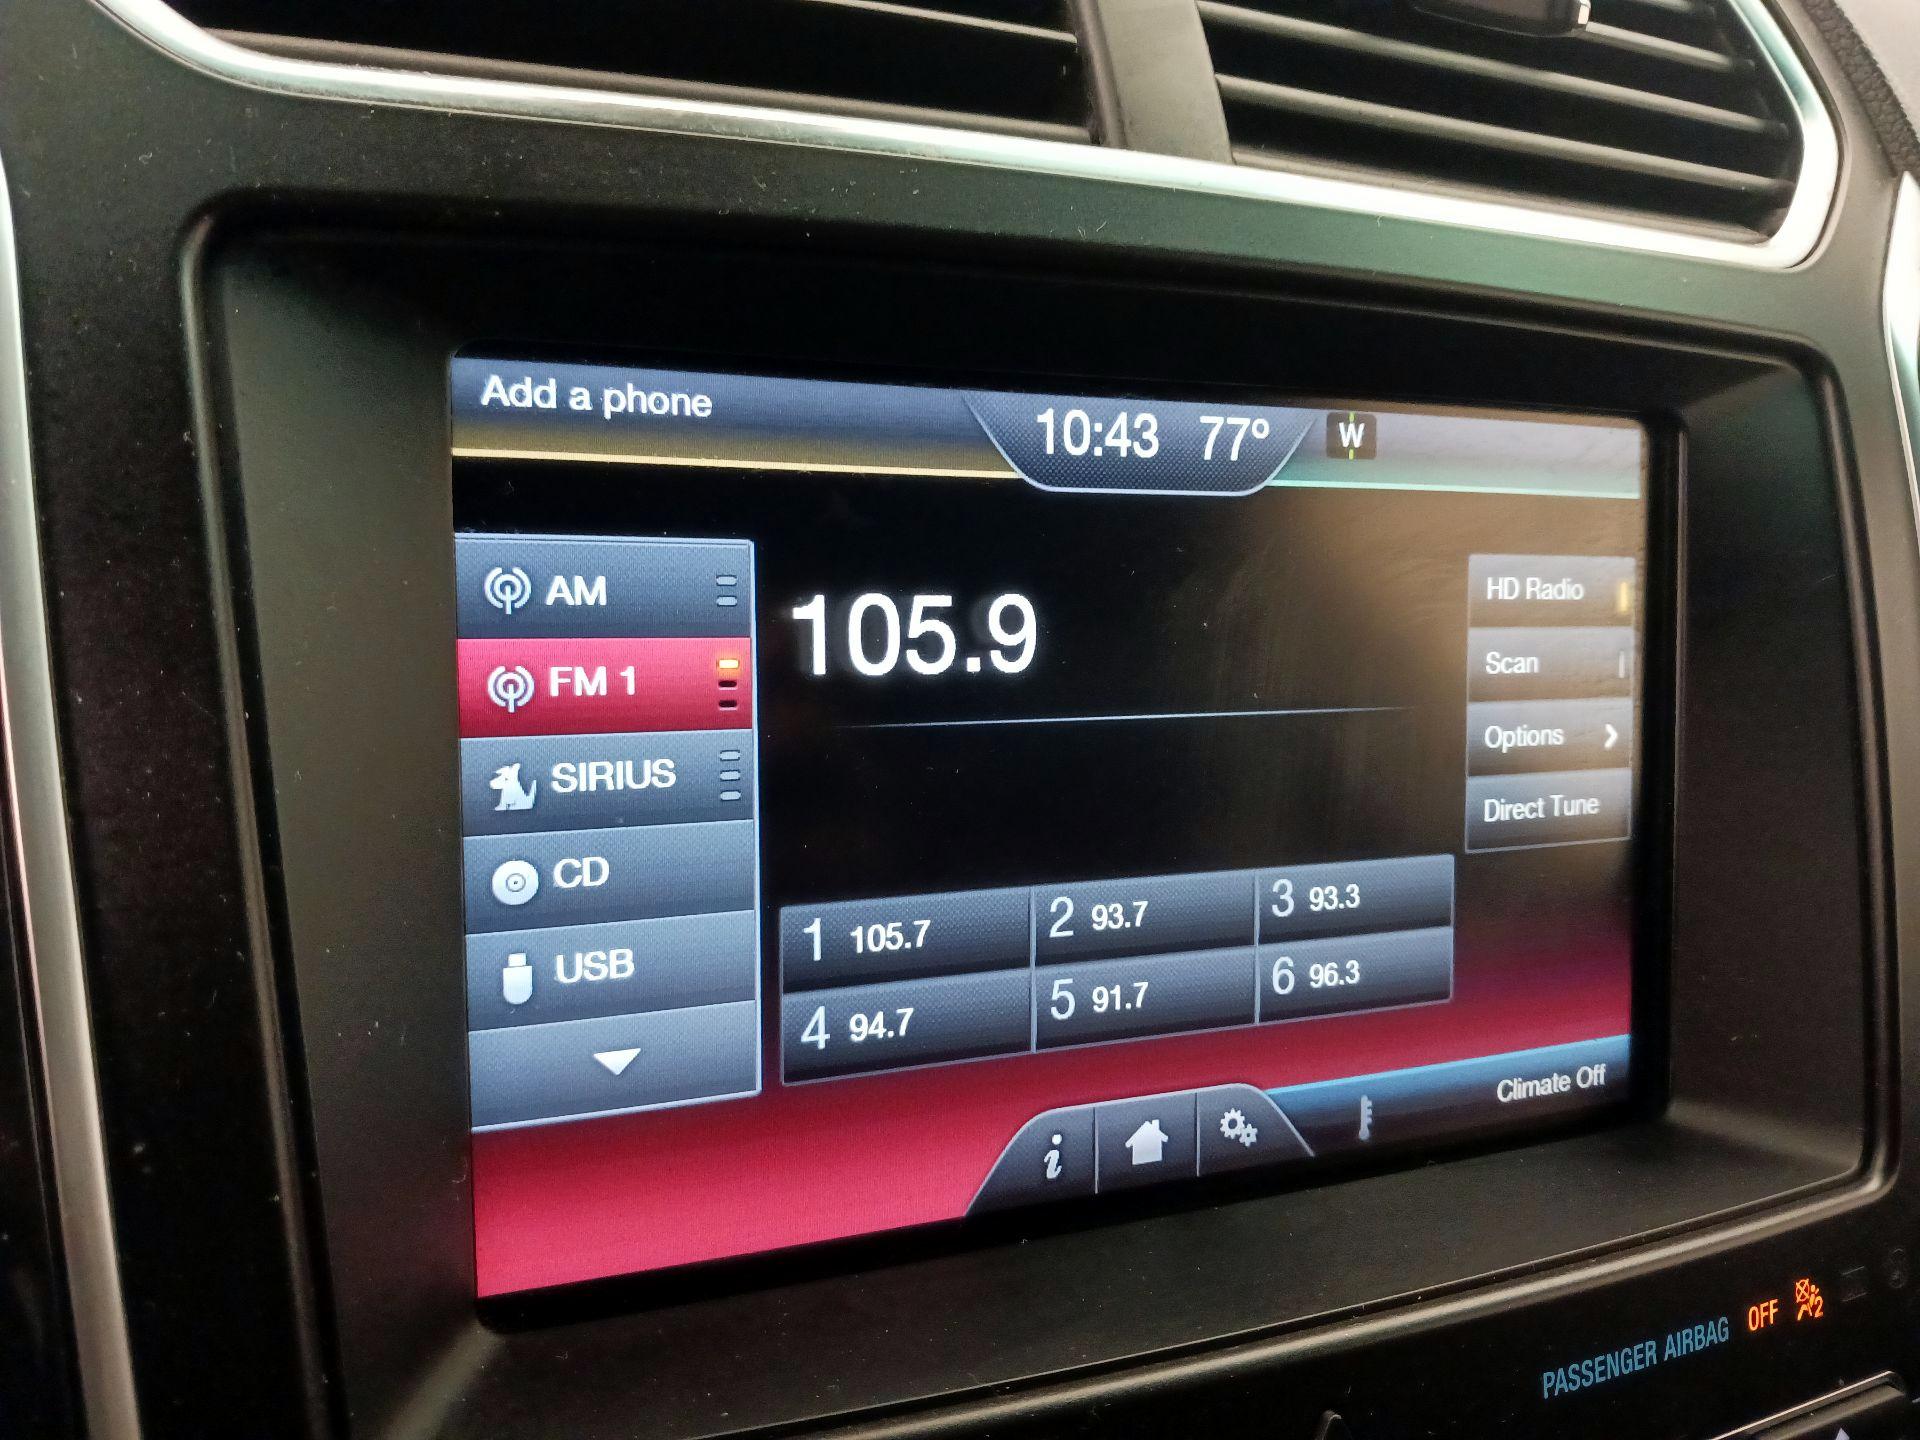 Add a phone
10:43 77° W
AM
FM 1
SIRIUS
CD
USB
105.9
HD Radio
Scan
Options
Direct Tune
1 105.7 2 93.7 3 93.3
4 94.7 5 91.7 6 96.3
i
Climate Off
PASSENGER AIRBAG OFF 2